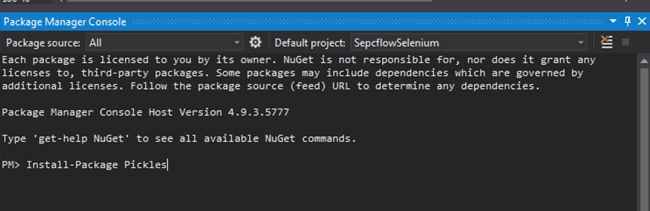 Package Manager Console
Package source: All Default project: SepcflowSelenium
Each package is licensed to you by its owner. NuGet is not responsible for, nor does it grant any
licenses to, third-party packages. Some packages may include dependencies which are governed by
additional licenses. Follow the package source (feed) URL to determine any dependencies.
Package Manager Console Host Version 4.9.3.5777
Type 'get-help NuGet' to see all available NuGet commands.
PM> Install-Package Pickles